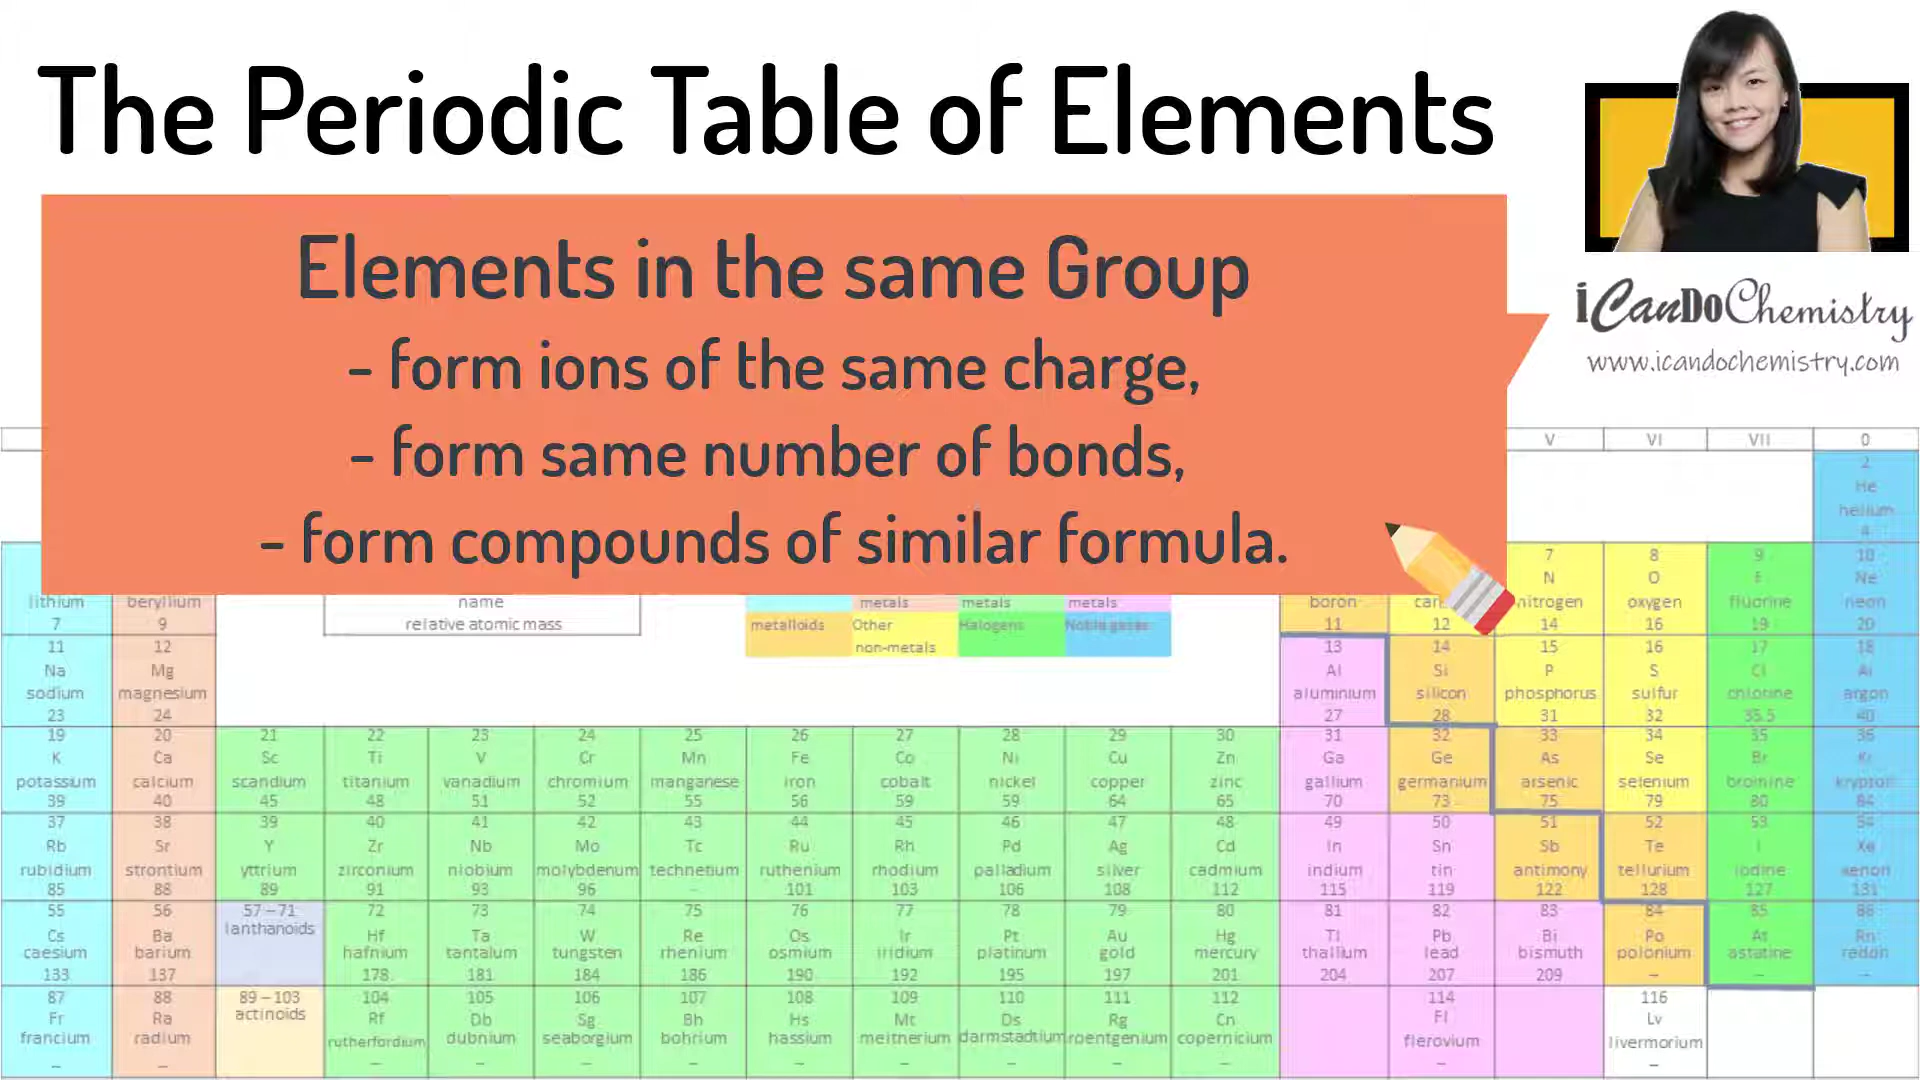 The Periodic Table of Elements
Elements in the same Group
- form ions of the same charge,
- form same number of bonds,
- form compounds of similar formula.
iCanDoChemistry
www.icandochemistry.com
V VI VII 0
2
He
helium
4
7 8 9 10
N O F Ne
lithium beryllium name metals metals metals boron nitrogen oxygen fluorine neon
7 9 relative atomic mass metalloids Other Halogens Noble gases 11 12 14 16 19 20
non-metals
11 12 13 14 15 16 17 18
Na Mg Al Si P S Cl Ar
sodium magnesium aluminium silicon phosphorus sulfur chlorine argon
23 24 27 28 31 32 35.5 40
19 20 21 22 23 24 25 26 27 28 29 30 31 32 33 34 35 36
K Ca Sc Ti V Cr Mn Fe Co Ni Cu Zn Ga Ge As Se Br Kr
potassium calcium scandium titanium vanadium chromium manganese iron cobalt nickel copper zinc gallium germanium arsenic selenium bromine krypton
39 40 45 48 51 52 55 56 59 59 64 65 70 73 75 79 80 84
37 38 39 40 41 42 43 44 45 46 47 48 49 50 51 52 53 54
Rb Sr Y Zr Nb Mo Tc Ru Rh Pd Ag Cd In Sn Sb Te I Xe
rubidium strontium yttrium zirconium niobium molybdenum technetium ruthenium rhodium palladium silver cadmium indium tin antimony tellurium iodine xenon
85 88 89 91 93 96 - 101 103 106 108 112 115 119 122 128 127 131
55 56 57 – 71 72 73 74 75 76 77 78 79 80 81 82 83 84 85 86
Cs Ba lanthanoids Hf Ta W Re Os Ir Pt Au Hg Tl Pb Bi Po At Rn
caesium barium hafnium tantalum tungsten rhenium osmium iridium platinum gold mercury thallium lead bismuth polonium astatine radon
133 137 178 181 184 186 190 192 195 197 201 204 207 209 – – –
87 88 89 – 103 104 105 106 107 108 109 110 111 112 114 116
Fr Ra actinoids Rf Db Sg Bh Hs Mt Ds Rg Cn Fl Lv
francium radium rutherfordium dubnium seaborgium bohrium hassium meitnerium darmstadtium roentgenium copernicium flerovium livermorium
– – – – – – – – – – – – –